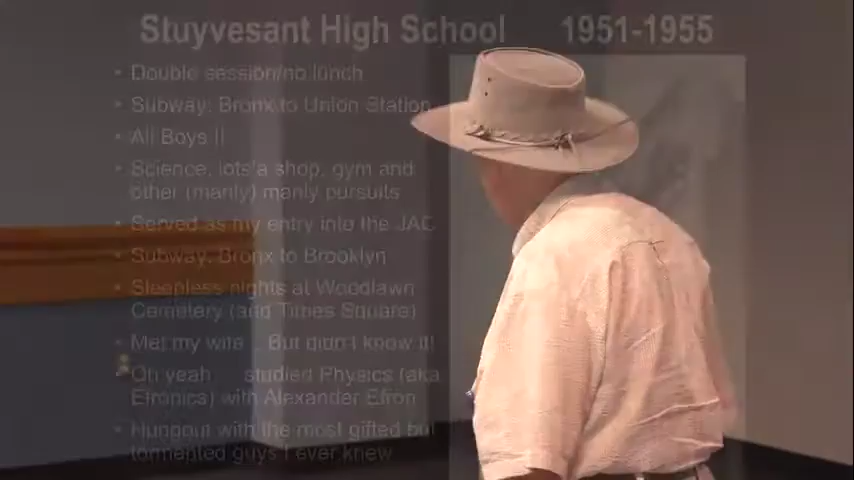 Stuyvesant High School 1951-1955
• Double session/no lunch
• Subway: Bronx to Union Station
• All Boys !!
• Science, lots'a shop, gym and
other (manly) manly pursuits
• Served as my entry into the JAC
• Subway: Bronx to Brooklyn
• Sleepless nights at Woodlawn
Cemetery (and Times Square)
• Met my wife ... But didn't know it!
• Oh yeah ... studied Physics (aka
Efronics) with Alexander Efron
• Hungout with the most gifted but
tormented guys I ever knew